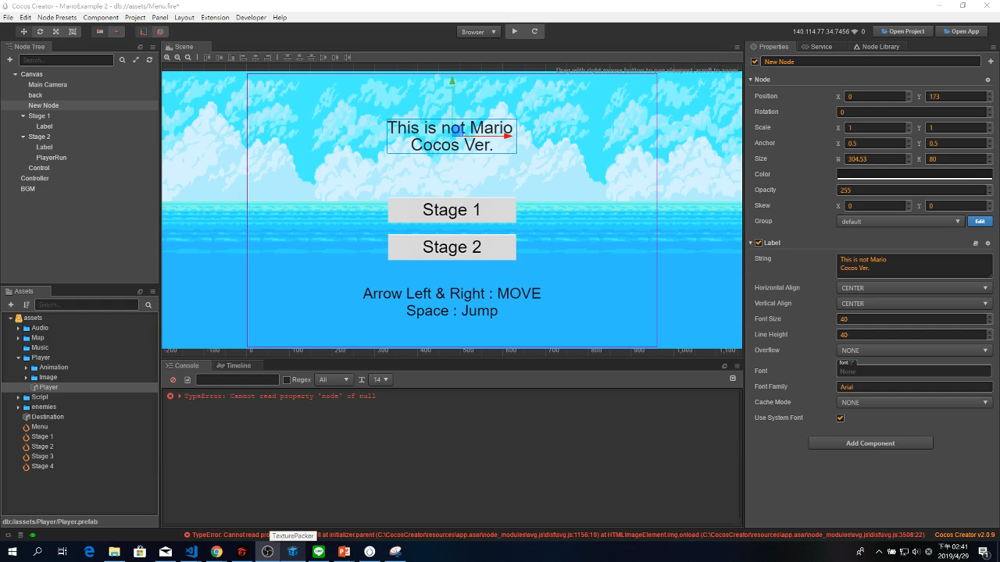 Cocos Creator - MarioExample 2 - db://assets/Menu.fire*
File Edit Node Component Project Panel Layout Extension Developer Help
Browser
140.114.77.34:7456 0 Open Project Open App
Node Tree
Search...
Canvas
Main Camera
back
New Node
Stage 1
Label
Stage 2
Label
PlayerRun
Control
Controller
BGM
Assets
Search...
assets
Audio
Map
Music
Player
Animation
Image
Player
Script
enemies
Destination
Menu
Stage 1
Stage 2
Stage 3
Stage 4
db://assets/Player/Player.prefab
Scene
Drag with right mouse button to pan viewport, scroll to zoom
This is not Mario
Cocos Ver.
Stage 1
Stage 2
Arrow Left & Right : MOVE
Space : Jump
-200 -100 0 100 200 300 400 500 600 700 800 900 1,000 1,100
Console Timeline
Regex All 14
TypeError: Cannot read property 'node' of null
Properties Service Node Library
New Node
Node
Position X 0 Y 173
Rotation 0
Scale X 1 Y 1
Anchor X 0.5 Y 0.5
Size W 304.53 H 80
Color
Opacity 255
Skew X 0 Y 0
Group default Edit
Label
String This is not Mario
Cocos Ver.
Horizontal Align CENTER
Vertical Align CENTER
Font Size 40
Line Height 40
Overflow NONE
font
Font None
Font Family Arial
Cache Mode NONE
Use System Font
Add Component
TypeError: Cannot read pro ll at initializer.parent (C:\CocosCreator\resources\app.asar\node_modules\svg.js\dist\svg.js:1156:19) at HTMLImageElement.img.onload (C:\CocosCreator\resources\app.asar\node_modules\svg.js\dist\svg.js:3508:22)
Cocos Creator v2.0.9
TexturePacker
下午 02:41
2019/4/29